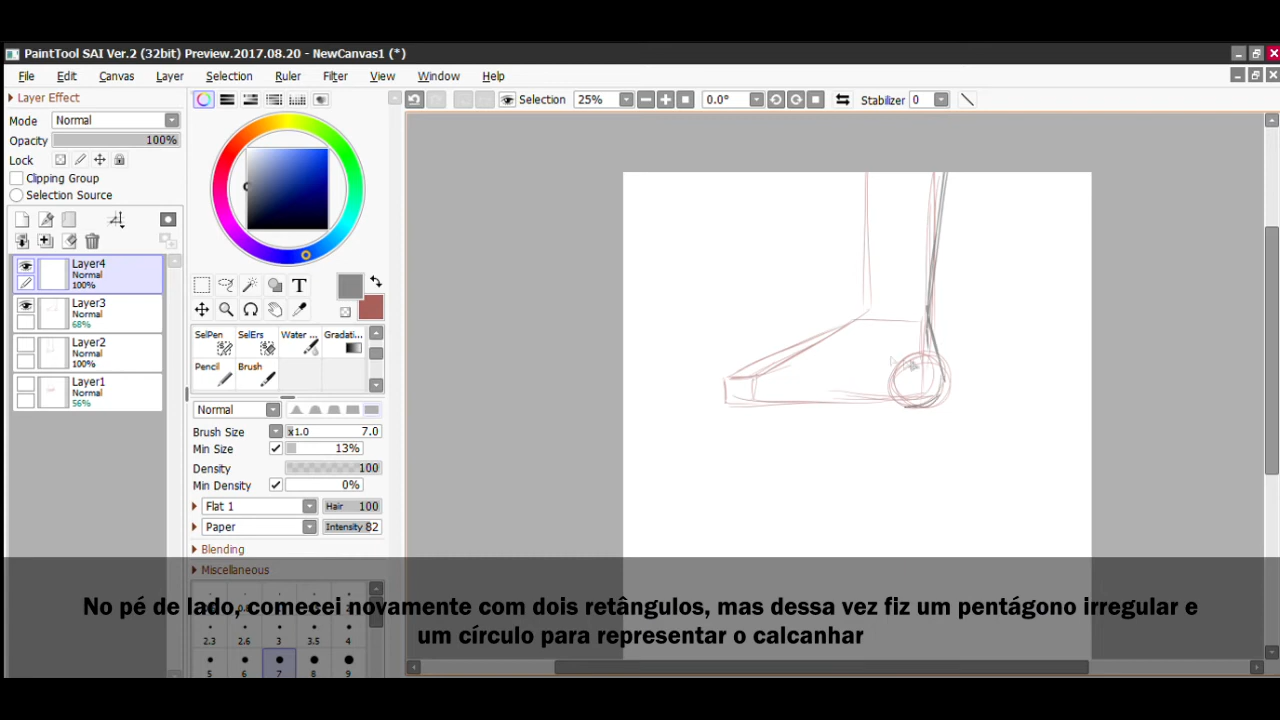 PaintTool SAI Ver.2 (32bit) Preview.2017.08.20 - NewCanvas1 (*)
File Edit Canvas Layer Selection Ruler Filter View Window Help
Layer Effect
Mode Normal
Opacity 100%
Lock
Clipping Group
Selection Source
Layer4
Normal
100%
Layer3
Normal
68%
Layer2
Normal
100%
Layer1
Normal
56%
Selection 25% 0.0° Stabilizer 0
T
SelPen SelErs Water ... Gradati...
Pencil Brush
Normal
Brush Size x1.0 7.0
Min Size 13%
Density 100
Min Density 0%
Flat 1 Hair 100
Paper Intensity 82
Blending
Miscellaneous
2.3 2.6 3 3.5 4
5 6 7 8 9
No pé de lado, comecei novamente com dois retângulos, mas dessa vez fiz um pentágono irregular e
um círculo para representar o calcanhar